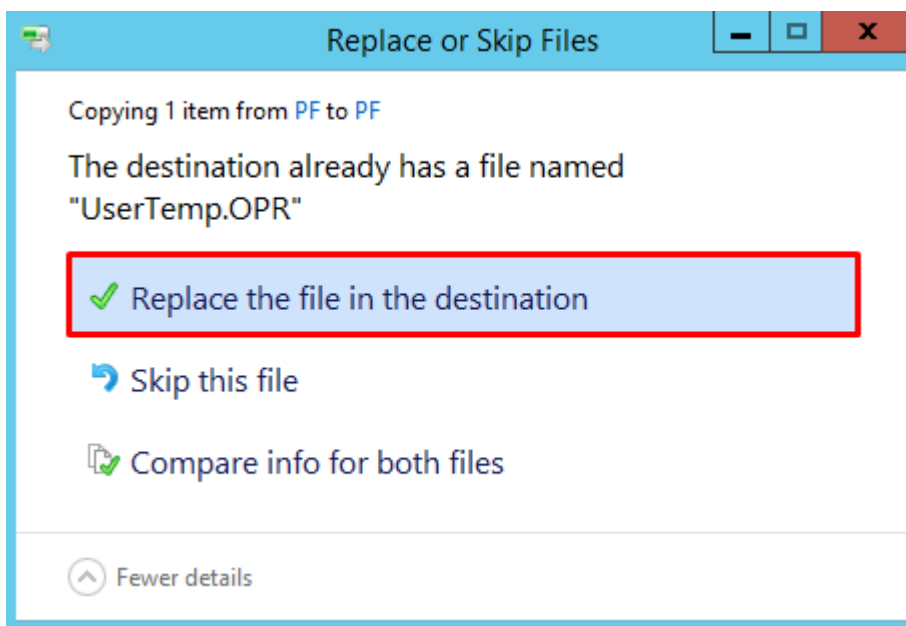 Replace or Skip Files
Copying 1 item from PF to PF
The destination already has a file named
"UserTemp.OPR"
Replace the file in the destination
Skip this file
Compare info for both files
Fewer details